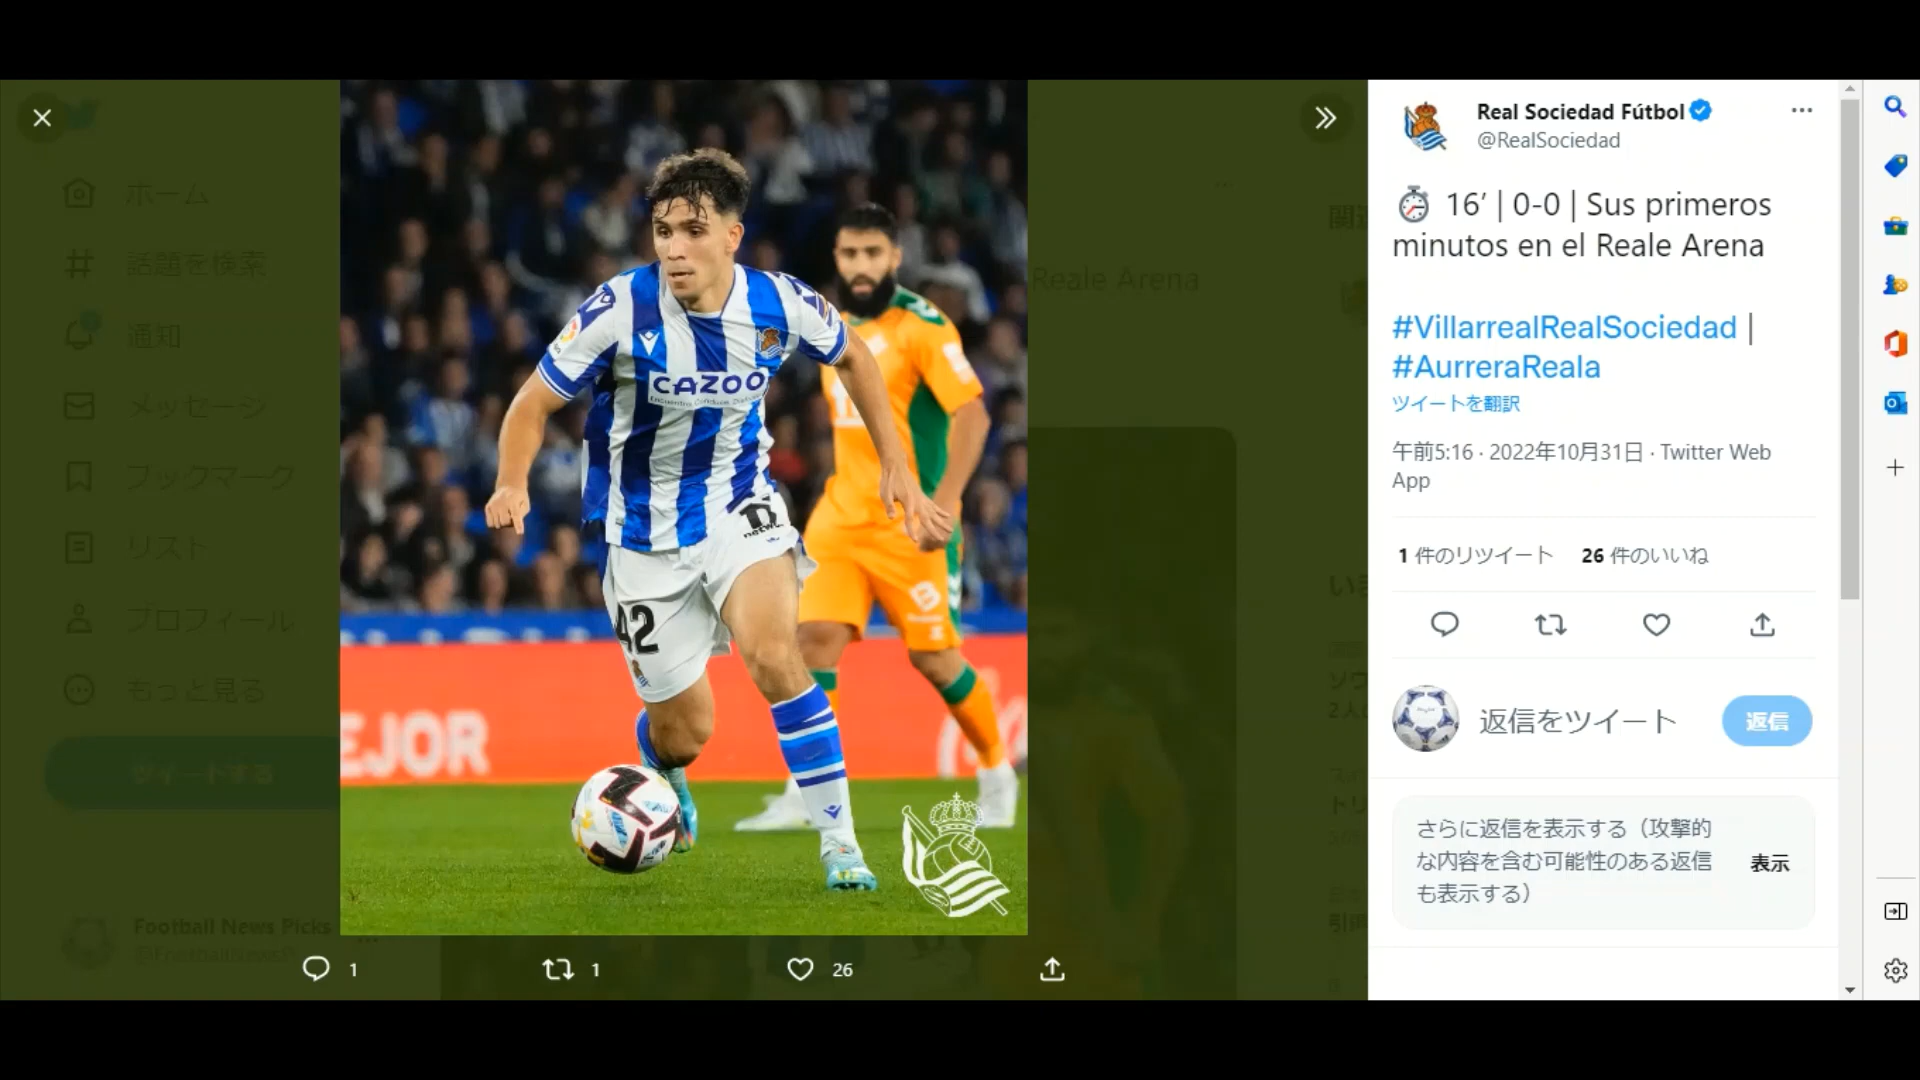 ホーム
話題を検索
通知
メッセージ
ブックマーク
リスト
プロフィール
もっと見る
ツイートする
Football News Picks
Reale Arena
CAZOO
42
EJOR
1
1
26
Real Sociedad Fútbol
@RealSociedad
16′ | 0-0 | Sus primeros
minutos en el Reale Arena
#VillarrealRealSociedad |
#AurreraReala
ツイートを翻訳
午前5:16 · 2022年10月31日 · Twitter Web
App
1 件のリツイート 26 件のいいね
返信をツイート
返信
さらに返信を表示する（攻撃的
な内容を含む可能性のある返信
も表示する）
表示